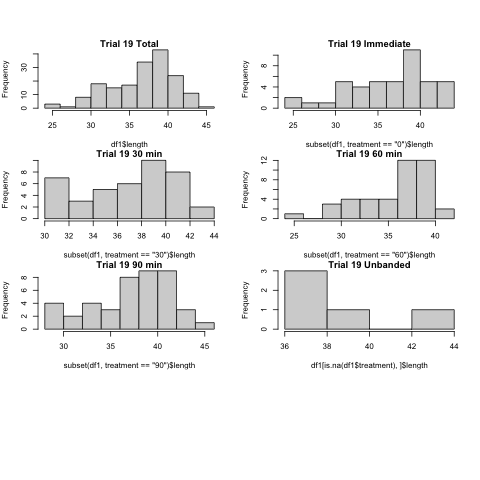 Trial 19 Total
Frequency
0 10 30
25 30 35 40 45
df1$length
Trial 19 Immediate
Frequency
0 4 8
25 30 35 40
subset(df1, treatment == "0")$length
Trial 19 30 min
Frequency
0 2 4 6 8
30 32 34 36 38 40 42 44
subset(df1, treatment == "30")$length
Trial 19 60 min
Frequency
0 4 8 12
25 30 35 40
subset(df1, treatment == "60")$length
Trial 19 90 min
Frequency
0 2 4 6 8
30 35 40 45
subset(df1, treatment == "90")$length
Trial 19 Unbanded
Frequency
0 1 2 3
36 38 40 42 44
df1[is.na(df1$treatment), ]$length